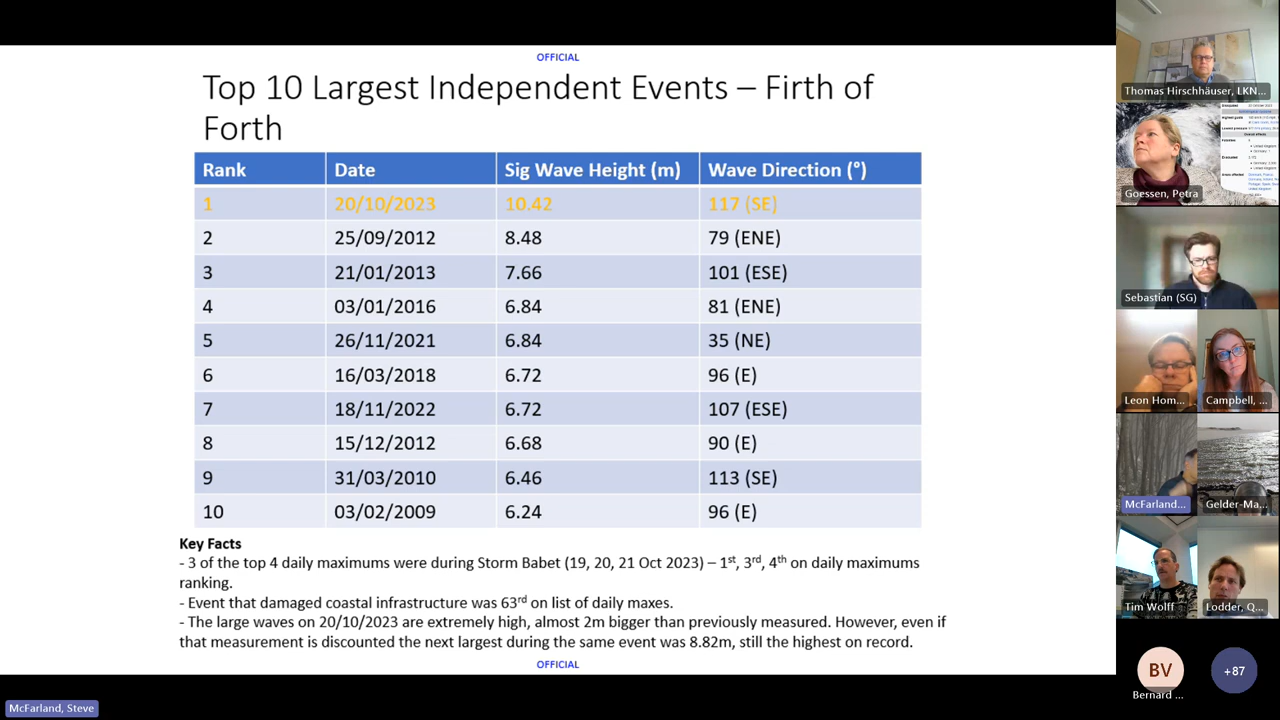 OFFICIAL
Top 10 Largest Independent Events – Firth of
Forth
Rank Date Sig Wave Height (m) Wave Direction (°)
1 20/10/2023 10.42 117 (SE)
2 25/09/2012 8.48 79 (ENE)
3 21/01/2013 7.66 101 (ESE)
4 03/01/2016 6.84 81 (ENE)
5 26/11/2021 6.84 35 (NE)
6 16/03/2018 6.72 96 (E)
7 18/11/2022 6.72 107 (ESE)
8 15/12/2012 6.68 90 (E)
9 31/03/2010 6.46 113 (SE)
10 03/02/2009 6.24 96 (E)
Key Facts
- 3 of the top 4 daily maximums were during Storm Babet (19, 20, 21 Oct 2023) – 1st, 3rd, 4th on daily maximums
ranking.
- Event that damaged coastal infrastructure was 63rd on list of daily maxes.
- The large waves on 20/10/2023 are extremely high, almost 2m bigger than previously measured. However, even if
that measurement is discounted the next largest during the same event was 8.82m, still the highest on record.
OFFICIAL
McFarland, Steve
Thomas Hirschhäuser, LKN...
Goessen, Petra
Sebastian (SG)
Leon Hom... Campbell, ...
McFarland... Gelder-Ma...
Tim Wolff Lodder, Q...
BV
Bernard ...
+87